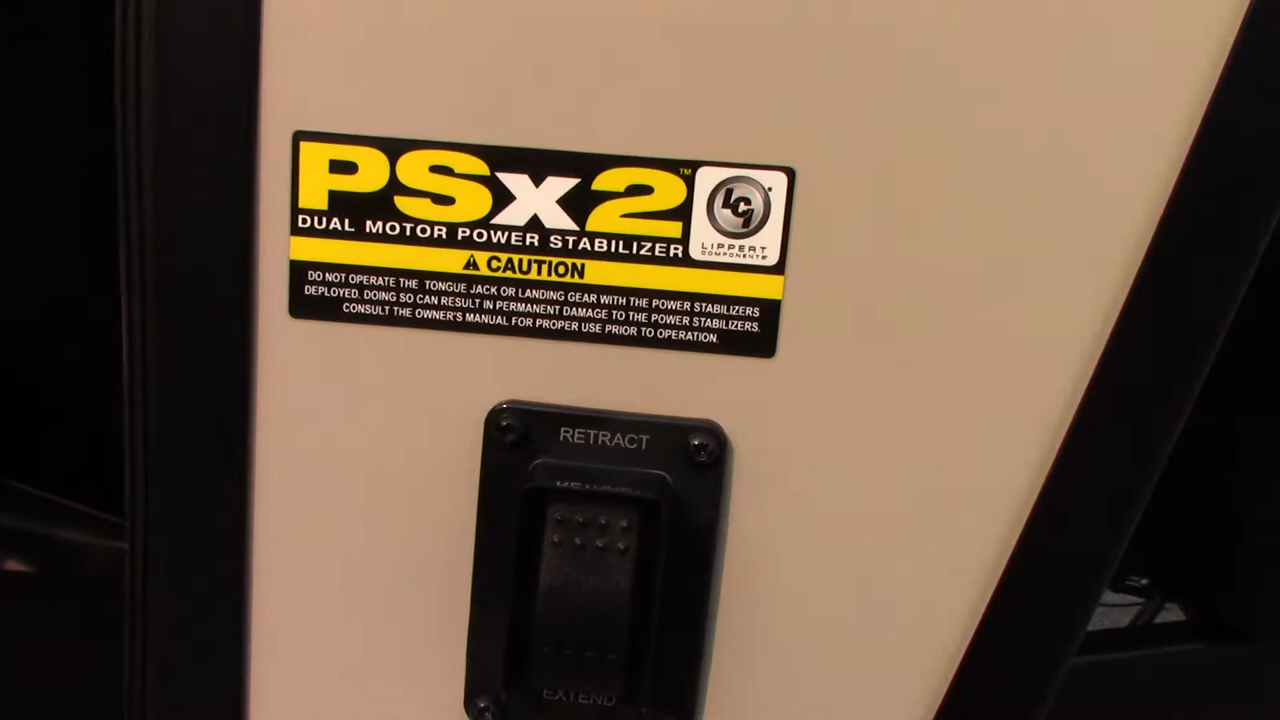 PSx2™
LCI
LIPPERT
COMPONENTS®
DUAL MOTOR POWER STABILIZER
⚠ CAUTION
DO NOT OPERATE THE TONGUE JACK OR LANDING GEAR WITH THE POWER STABILIZERS
DEPLOYED. DOING SO CAN RESULT IN PERMANENT DAMAGE TO THE POWER STABILIZERS.
CONSULT THE OWNER'S MANUAL FOR PROPER USE PRIOR TO OPERATION.
RETRACT
EXTEND